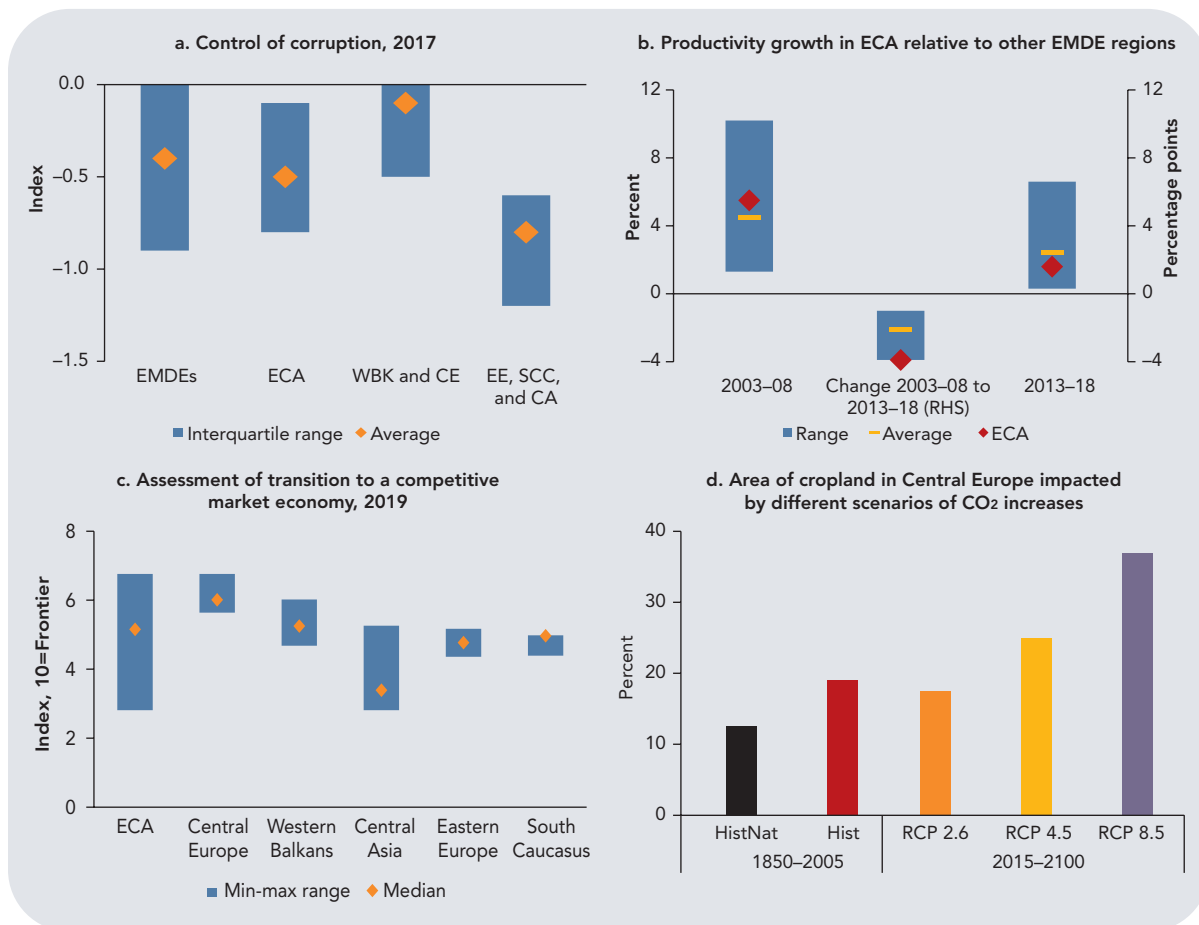 a. Control of corruption, 2017
0.0
–0.5
–1.0
–1.5
Index
EMDEs
ECA
WBK and CE
EE, SCC,
and CA
Interquartile range
Average
b. Productivity growth in ECA relative to other EMDE regions
12
8
4
0
–4
Percent
12
8
4
0
–4
Percentage points
2003–08
Change 2003–08 to
2013–18 (RHS)
2013–18
Range
Average
ECA
c. Assessment of transition to a competitive
market economy, 2019
8
6
4
2
0
Index, 10=Frontier
ECA
Central
Europe
Western
Balkans
Central
Asia
Eastern
Europe
South
Caucasus
Min-max range
Median
d. Area of cropland in Central Europe impacted
by different scenarios of CO2 increases
40
30
20
10
0
Percent
HistNat
Hist
RCP 2.6
RCP 4.5
RCP 8.5
1850–2005
2015–2100